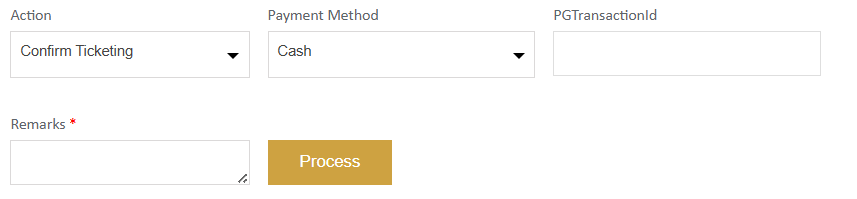 Action
Payment Method
PGTransactionId
Confirm Ticketing
Cash
Remarks *
Process